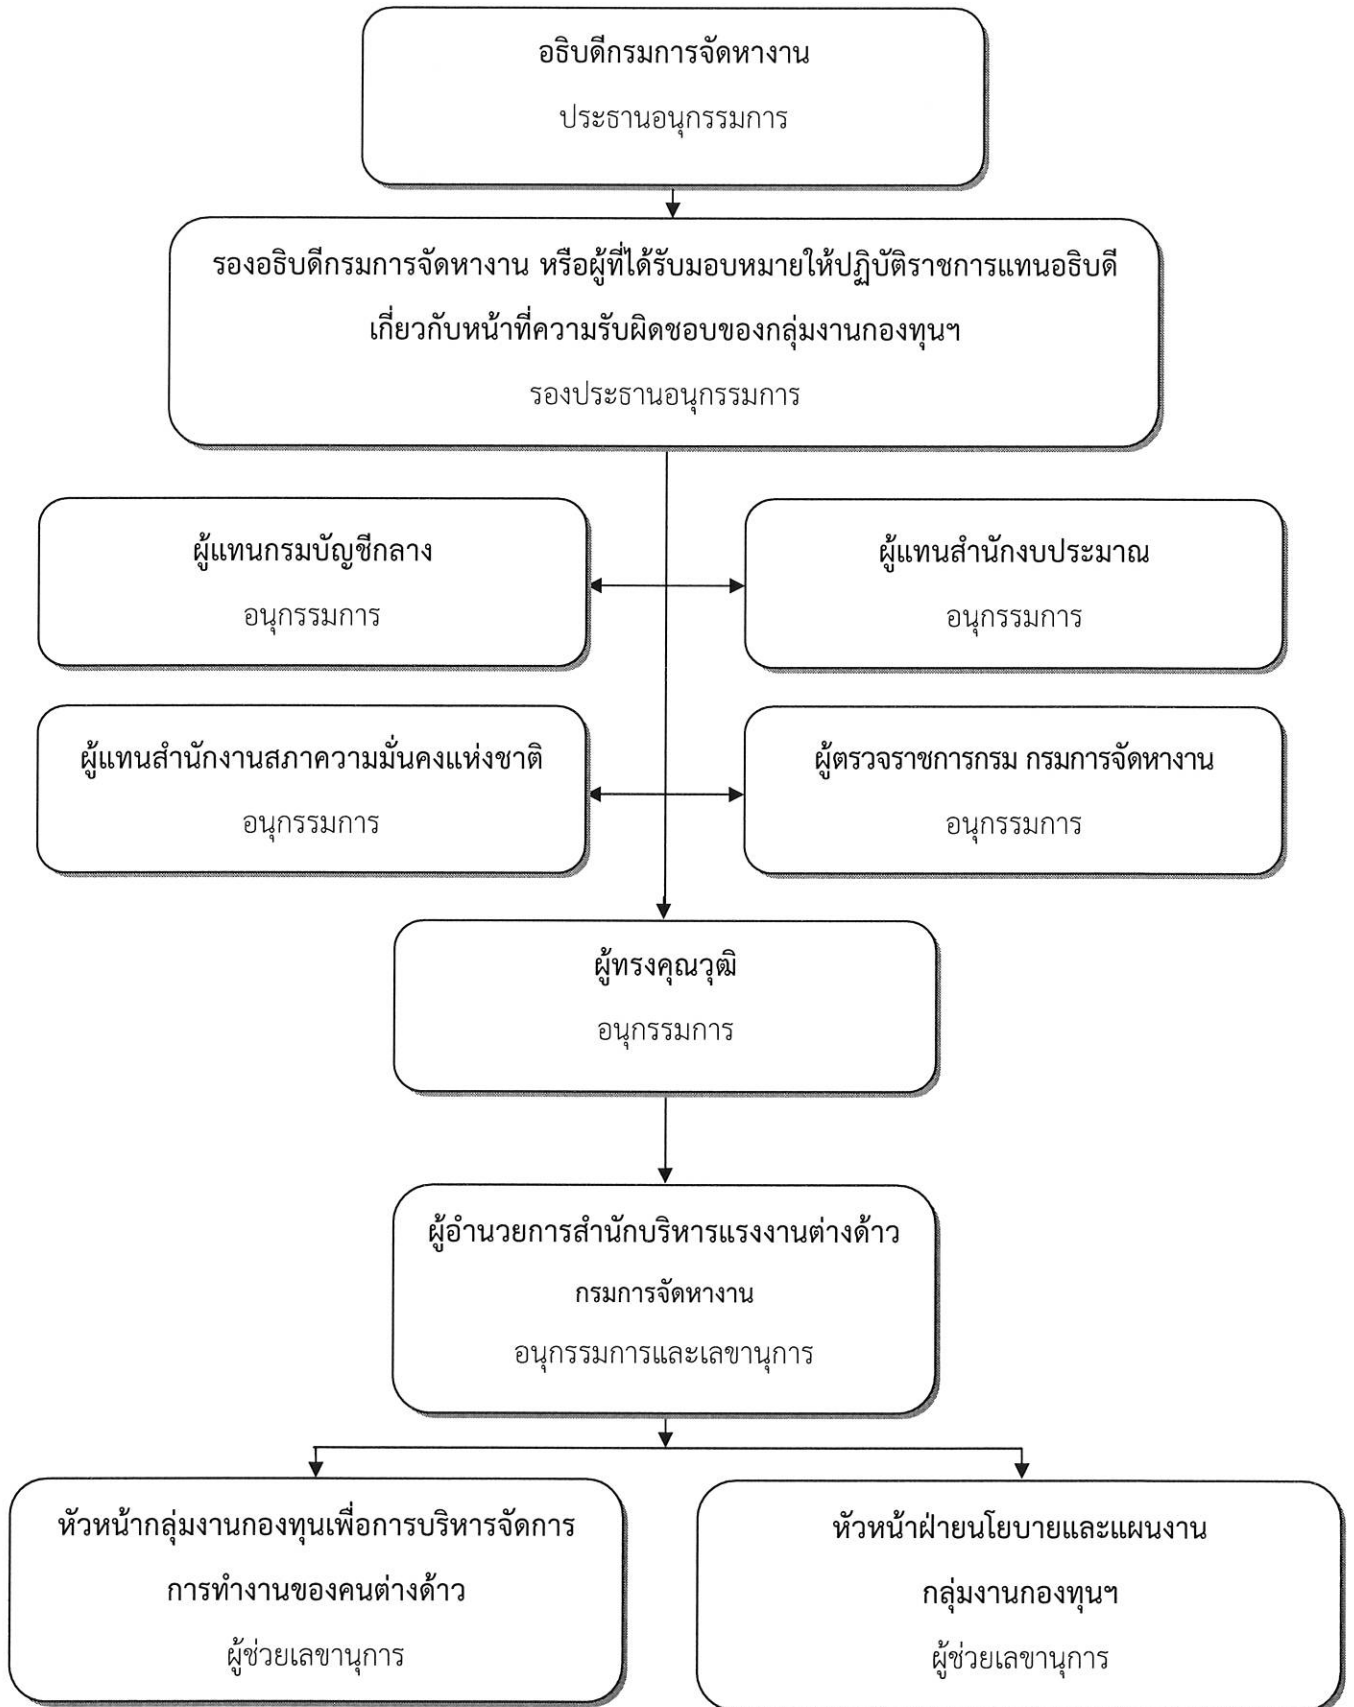 อธิบดีกรมการจัดหางาน
ประธานอนุกรรมการ
รองอธิบดีกรมการจัดหางาน หรือผู้ที่ได้รับมอบหมายให้ปฏิบัติราชการแทนอธิบดี
เกี่ยวกับหน้าที่ความรับผิดชอบของกลุ่มงานกองทุนฯ
รองประธานอนุกรรมการ
ผู้แทนกรมบัญชีกลาง
อนุกรรมการ
ผู้แทนสำนักงบประมาณ
อนุกรรมการ
ผู้แทนสำนักงานสภาความมั่นคงแห่งชาติ
อนุกรรมการ
ผู้ตรวจราชการกรม กรมการจัดหางาน
อนุกรรมการ
ผู้ทรงคุณวุฒิ
อนุกรรมการ
ผู้อำนวยการสำนักบริหารแรงงานต่างด้าว
กรมการจัดหางาน
อนุกรรมการและเลขานุการ
หัวหน้ากลุ่มงานกองทุนเพื่อการบริหารจัดการ
การทำงานของคนต่างด้าว
ผู้ช่วยเลขานุการ
หัวหน้าฝ่ายนโยบายและแผนงาน
กลุ่มงานกองทุนฯ
ผู้ช่วยเลขานุการ